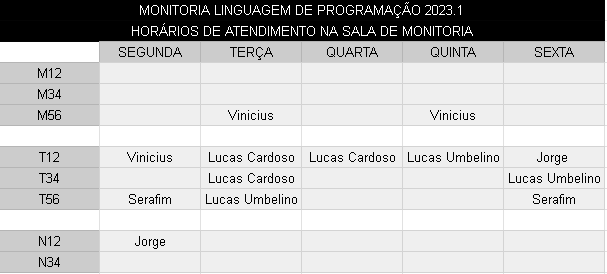 MONITORIA LINGUAGEM DE PROGRAMAÇÃO 2023.1
HORÁRIOS DE ATENDIMENTO NA SALA DE MONITORIA
SEGUNDA TERÇA QUARTA QUINTA SEXTA
M12
M34
M56 Vinicius Vinicius
T12 Vinicius Lucas Cardoso Lucas Cardoso Lucas Umbelino Jorge
T34 Lucas Cardoso Lucas Umbelino
T56 Serafim Lucas Umbelino Serafim
N12 Jorge
N34